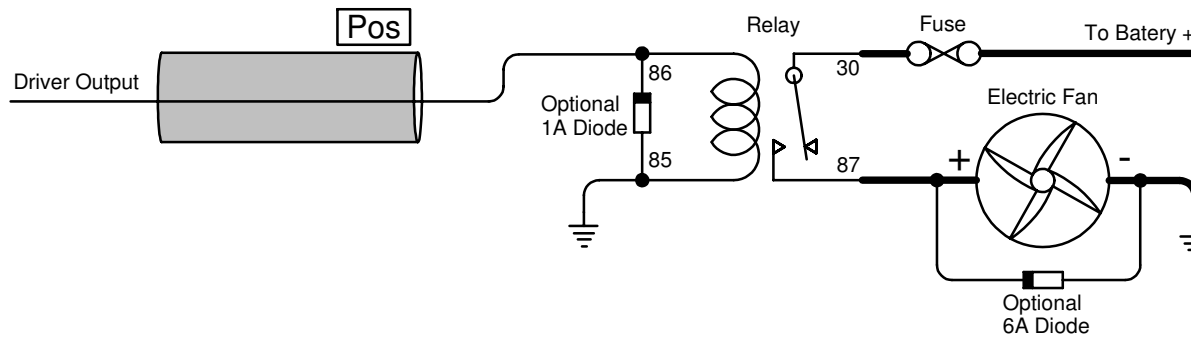 Pos
Relay
Fuse
To Batery +
Driver Output
86
30
Electric Fan
Optional
1A Diode
85
87
+
-
Optional
6A Diode